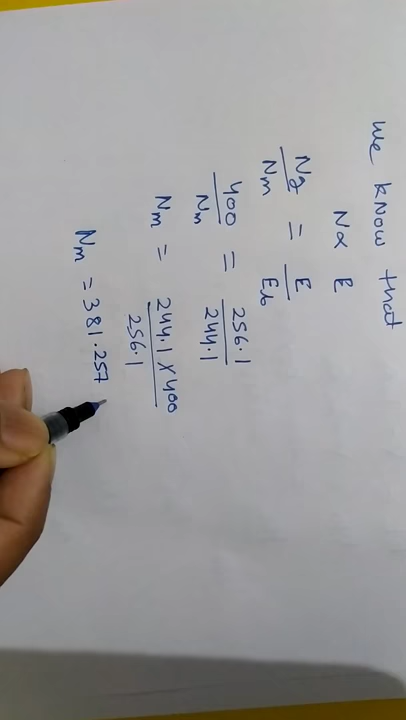 We know that
N α E
Ng/Nm = E/Eb
400/Nm = 256.1/244.1
Nm = 244.1 x 400/256.1
Nm = 381.257